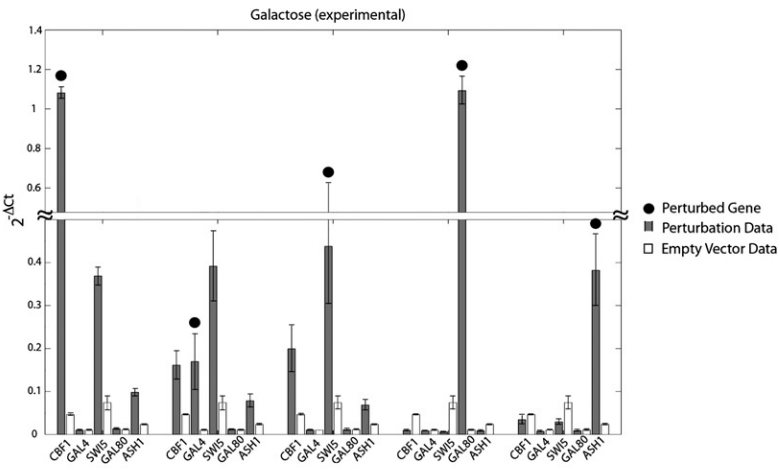 Galactose (experimental)
1.4
1.2
1
0.8
0.6
0.4
0.3
0.2
0.1
0
2^-ΔCt
CBF1 GAL4 SWI5 GAL80 ASH1 CBF1 GAL4 SWI5 GAL80 ASH1 CBF1 GAL4 SWI5 GAL80 ASH1 CBF1 GAL4 SWI5 GAL80 ASH1 CBF1 GAL4 SWI5 GAL80 ASH1
Perturbed Gene
Perturbation Data
Empty Vector Data